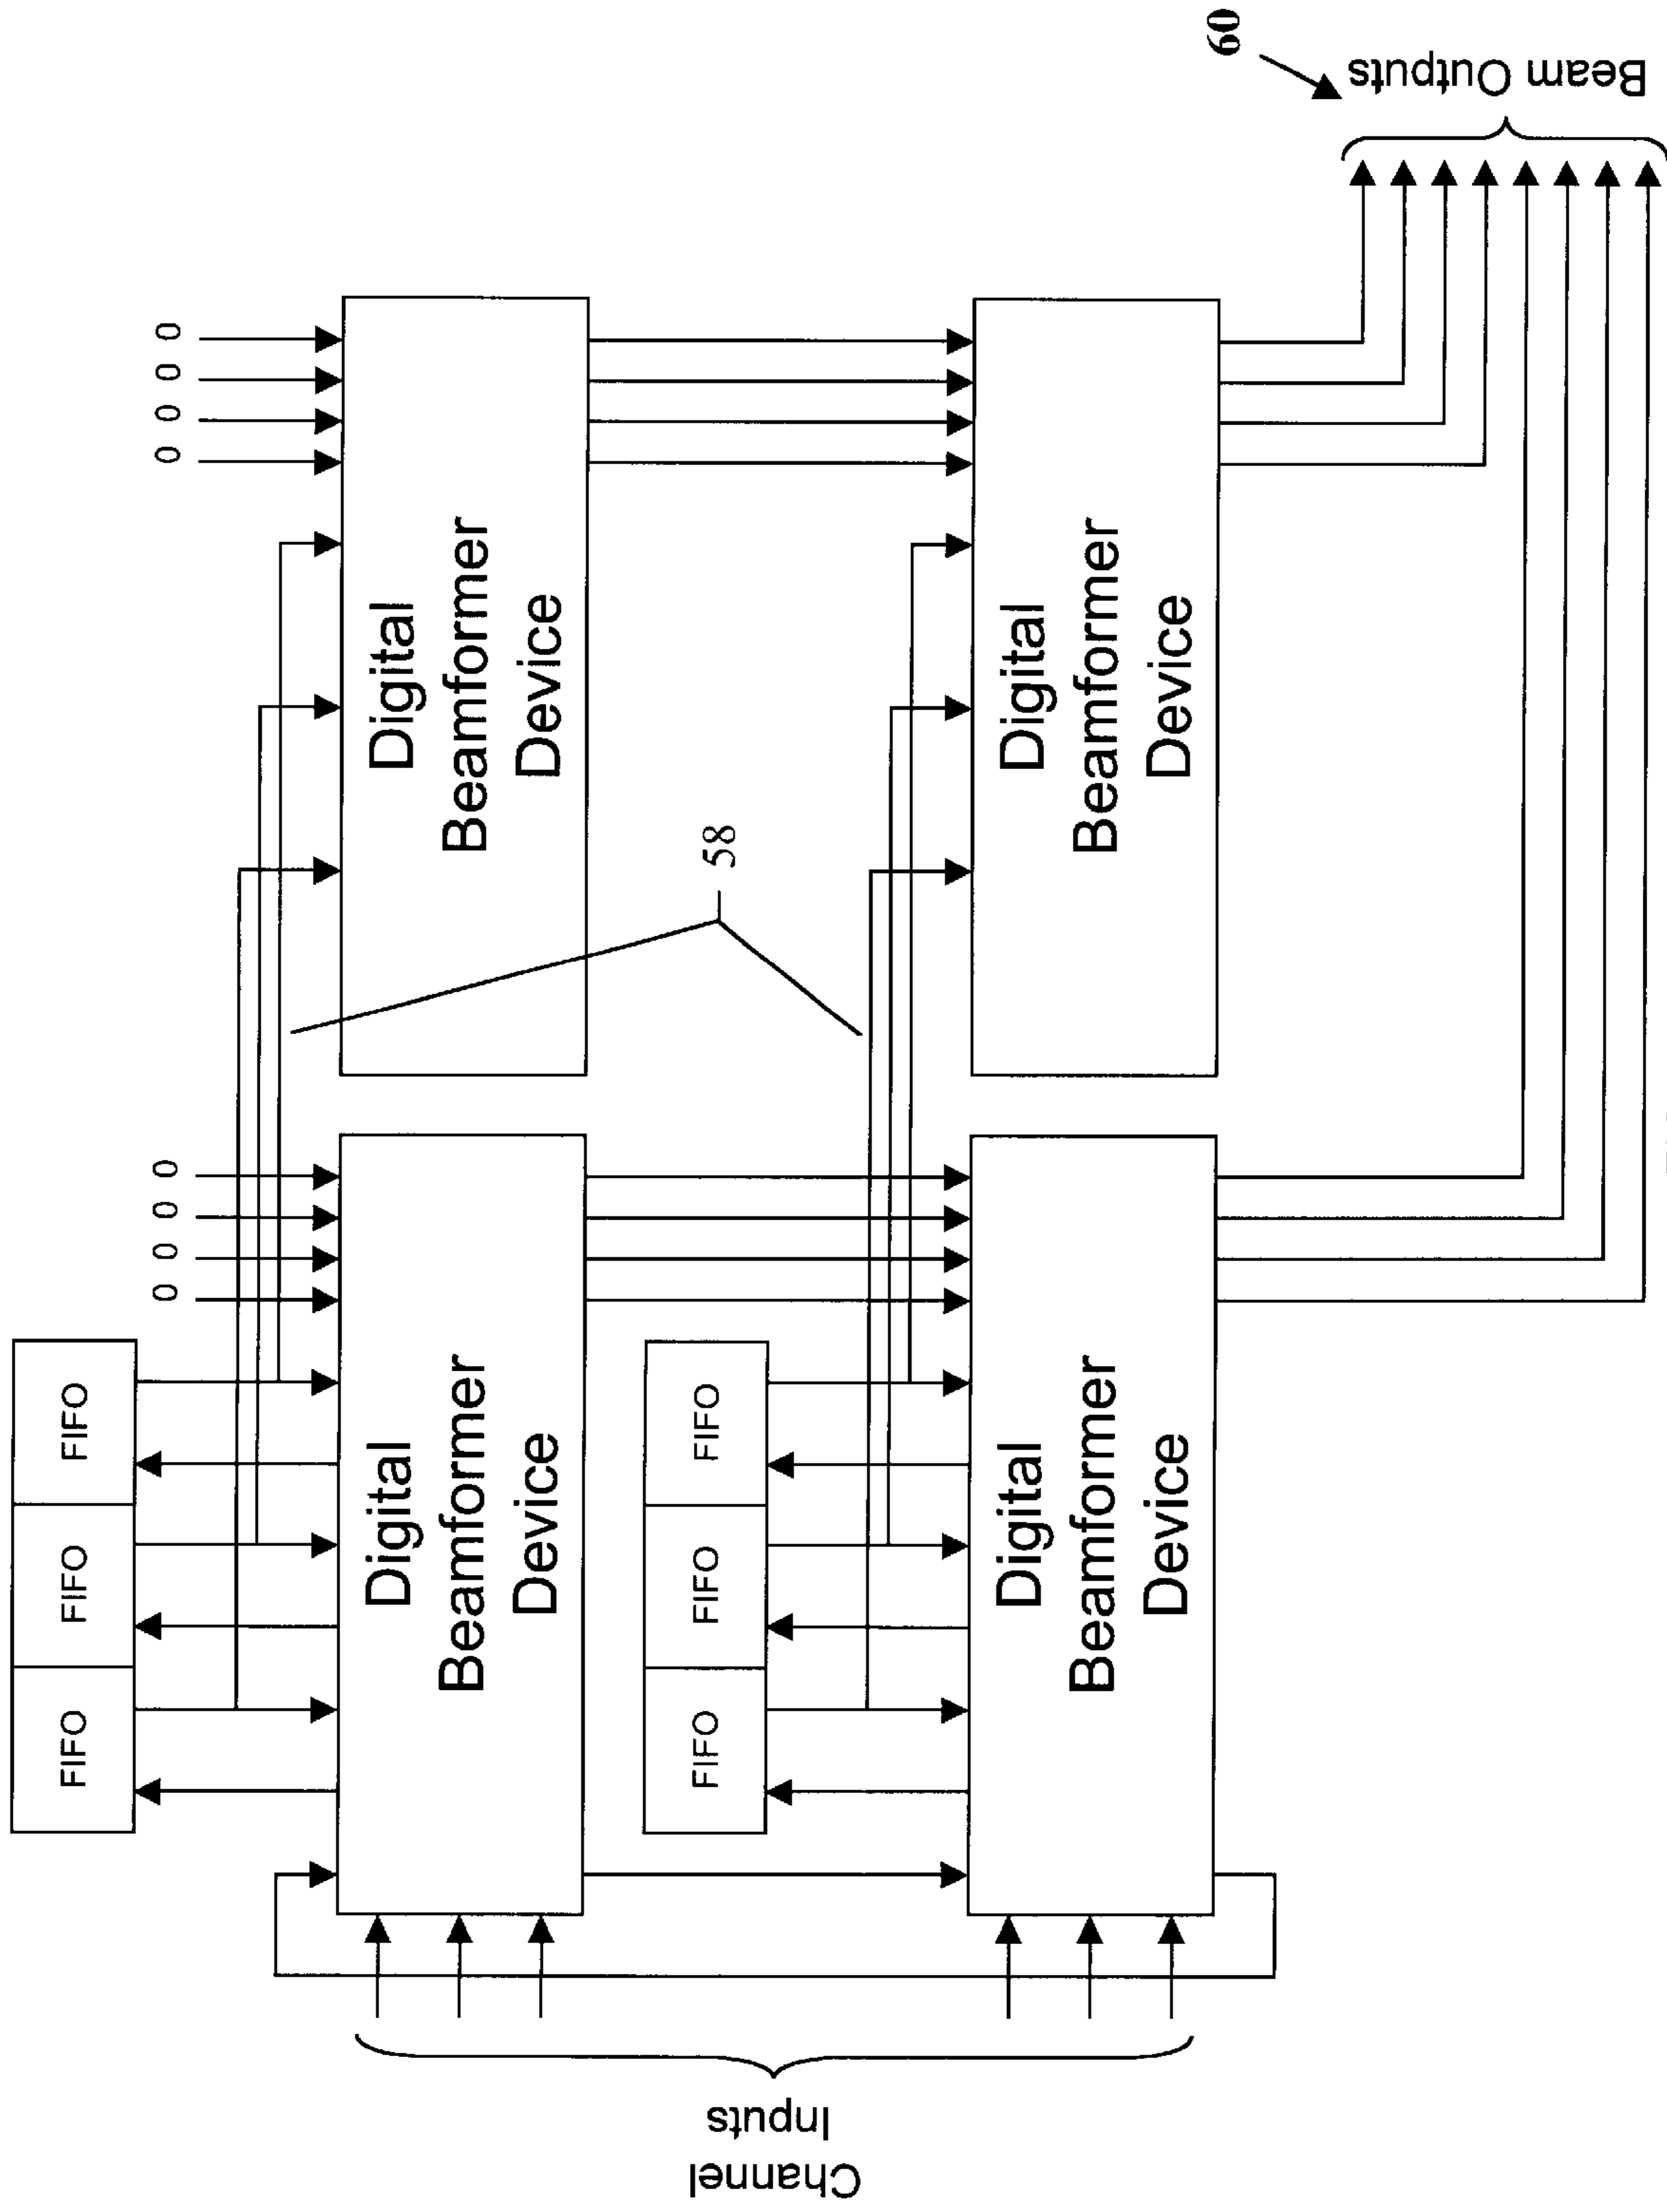 60
Beam Outputs
0
0
0
0
Digital
Beamformer
Device
Digital
Beamformer
Device
58
0
0
0
0
FIFO
FIFO
FIFO
Digital
Beamformer
Device
FIFO
FIFO
FIFO
Digital
Beamformer
Device
Channel
Inputs